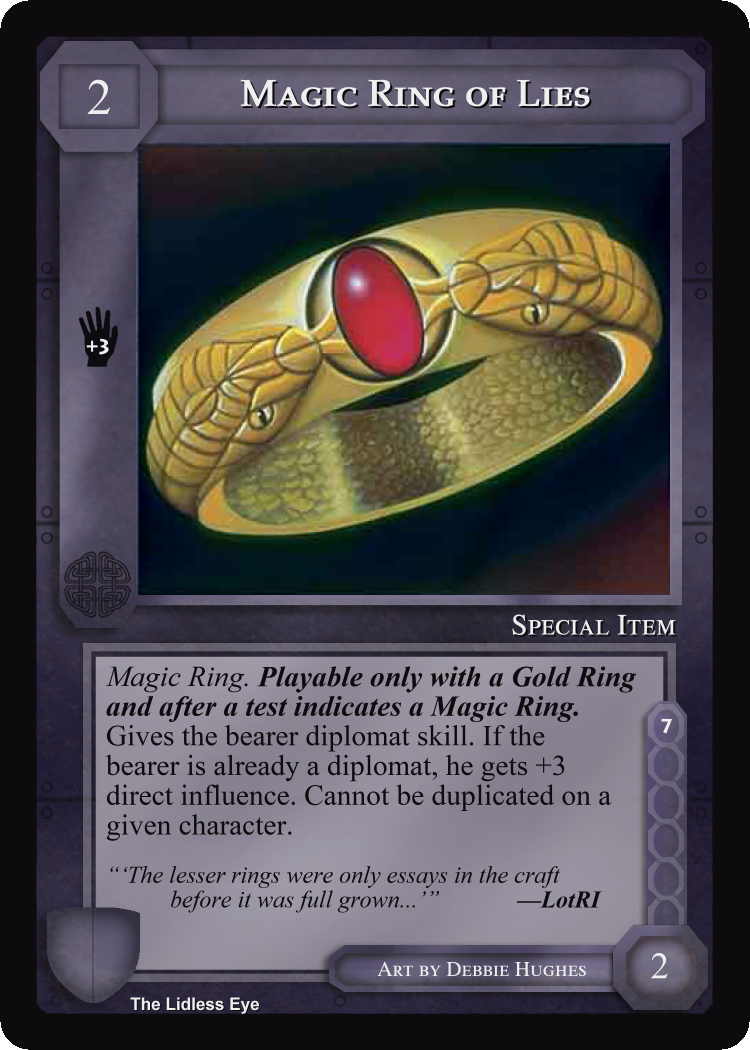 2
Magic Ring of Lies
+3
Special Item
Magic Ring. Playable only with a Gold Ring
and after a test indicates a Magic Ring.
Gives the bearer diplomat skill. If the
bearer is already a diplomat, he gets +3
direct influence. Cannot be duplicated on a
given character.
7
“‘The lesser rings were only essays in the craft
before it was full grown...’” —LotRI
Art by Debbie Hughes
2
The Lidless Eye